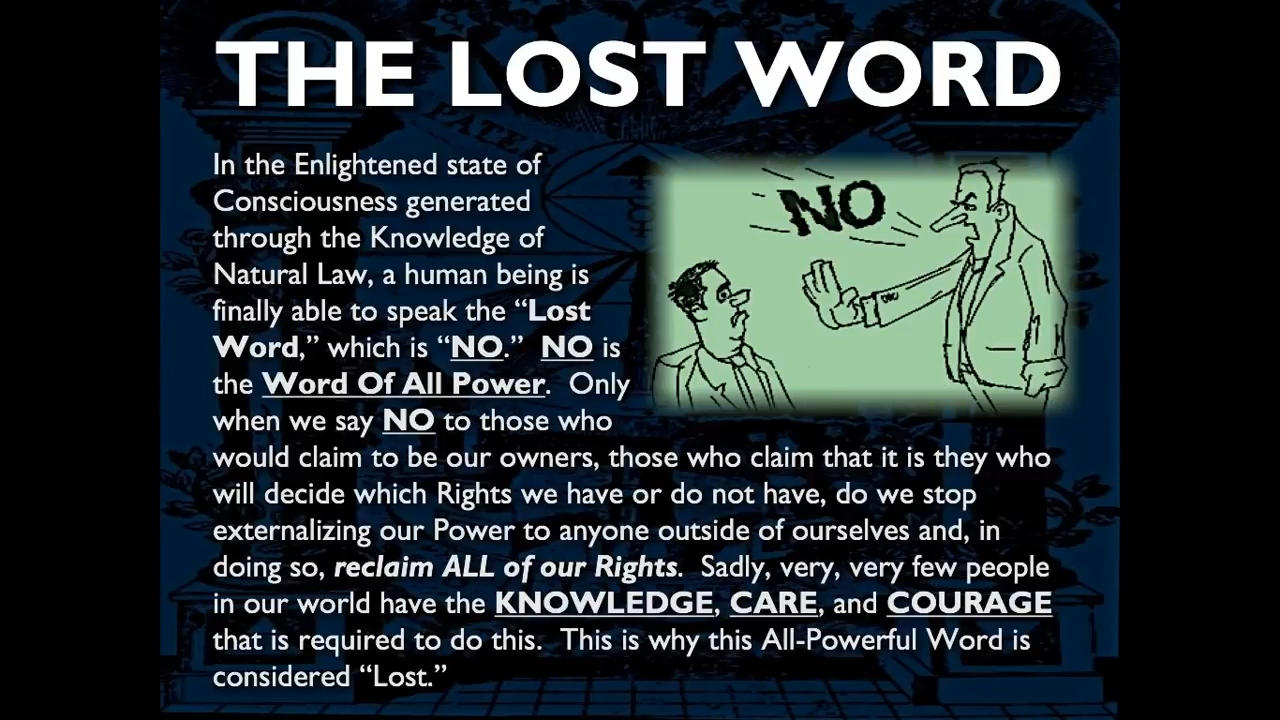 THE LOST WORD
In the Enlightened state of
Consciousness generated
through the Knowledge of
Natural Law, a human being is
finally able to speak the “Lost
Word,” which is “NO.” NO is
the Word Of All Power. Only
when we say NO to those who
would claim to be our owners, those who claim that it is they who
will decide which Rights we have or do not have, do we stop
externalizing our Power to anyone outside of ourselves and, in
doing so, reclaim ALL of our Rights. Sadly, very, very few people
in our world have the KNOWLEDGE, CARE, and COURAGE
that is required to do this. This is why this All-Powerful Word is
considered “Lost.”
NO